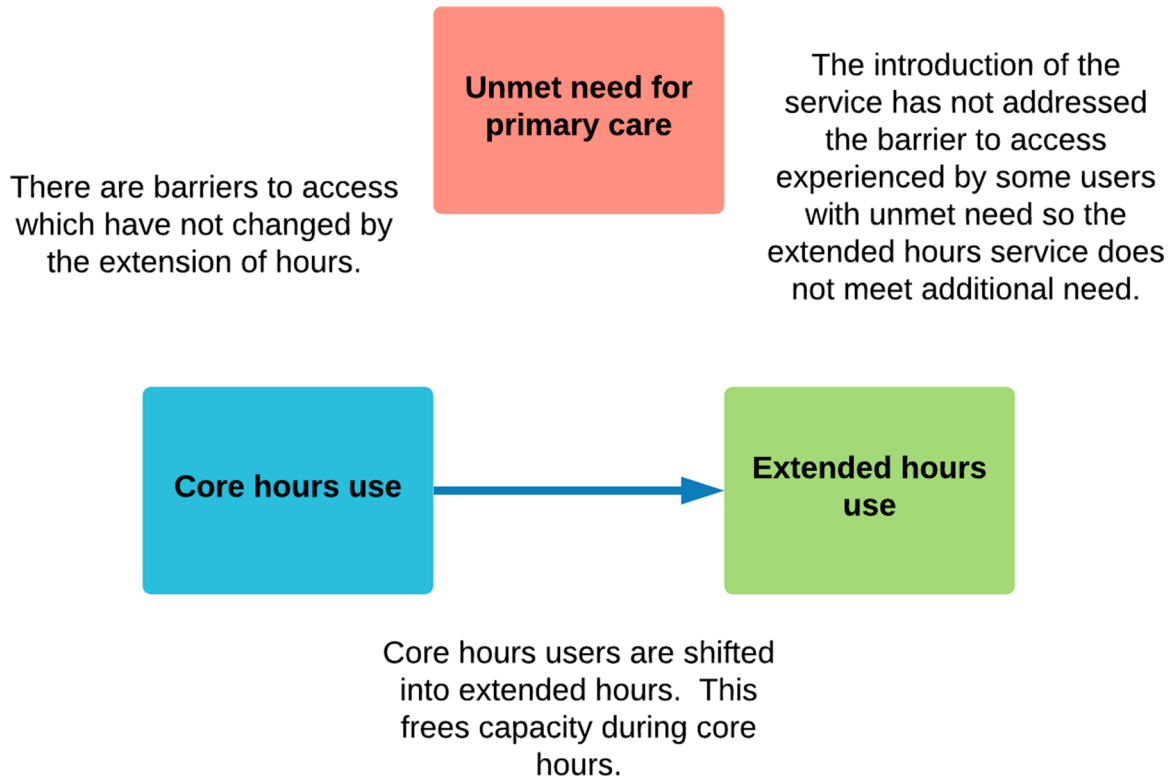 Unmet need for
primary care
The introduction of the
service has not addressed
the barrier to access
experienced by some users
with unmet need so the
extended hours service does
not meet additional need.
There are barriers to access
which have not changed by
the extension of hours.
Core hours use
Extended hours
use
Core hours users are shifted
into extended hours.  This
frees capacity during core
hours.